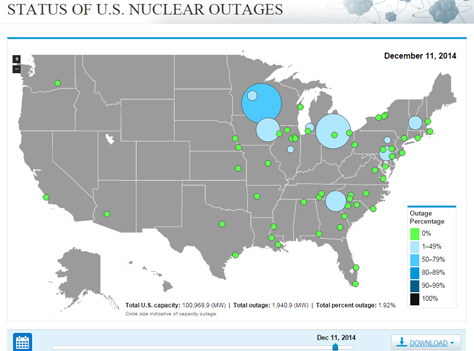 STATUS OF U.S. NUCLEAR OUTAGES
+
December 11, 2014
−
Outage
Percentage
0%
1–49%
50–79%
80–89%
90–99%
100%
Total U.S. capacity: 100,968.9 (MW) | Total outage: 1,940.9 (MW) | Total percent outage: 1.92%
Circle size indicative of capacity outage.
Dec 11, 2014
DOWNLOAD